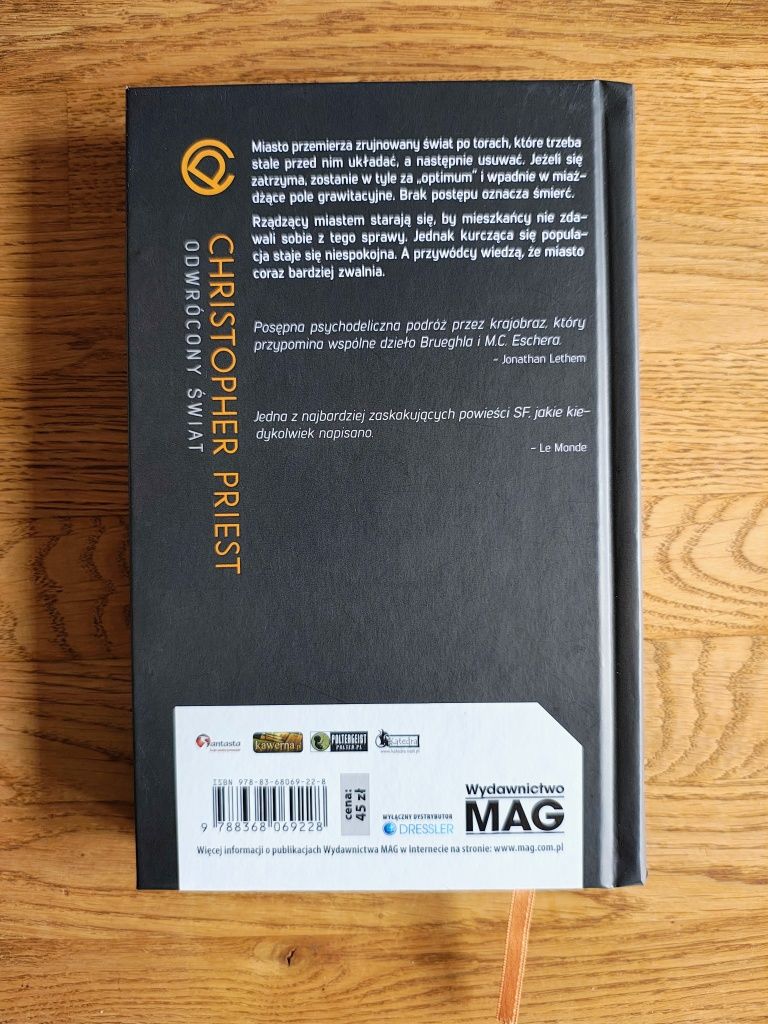 Miasto przemierza zrujnowany świat po torach, które trzeba
stale przed nim układać, a następnie usuwać. Jeżeli się
zatrzyma, zostanie w tyle za „optimum” i wpadnie w miaż-
dżące pole grawitacyjne. Brak postępu oznacza śmierć.
Rządzący miastem starają się, by mieszkańcy nie zda-
wali sobie z tego sprawy. Jednak kurcząca się popula-
cja staje się niespokojna. A przywódcy wiedzą, że miasto
coraz bardziej zwalnia.
Posępna psychodeliczna podróż przez krajobraz, który
przypomina wspólne dzieło Brueghla i M.C. Eschera.
– Jonathan Lethem
Jedna z najbardziej zaskakujących powieści SF, jakie kie-
dykolwiek napisano.
– Le Monde
CHRISTOPHER PRIEST
ODWRÓCONY ŚWIAT
fantasta
kawerna.pl
POLTERGEIST
POLTER.PL
Katedra
ISBN 978-83-68069-22-8
9 788368 069228
cena:
45 zł
WYŁĄCZNY DYSTRYBUTOR
DRESSLER
Wydawnictwo
MAG
Więcej informacji o publikacjach Wydawnictwa MAG w internecie na stronie: www.mag.com.pl